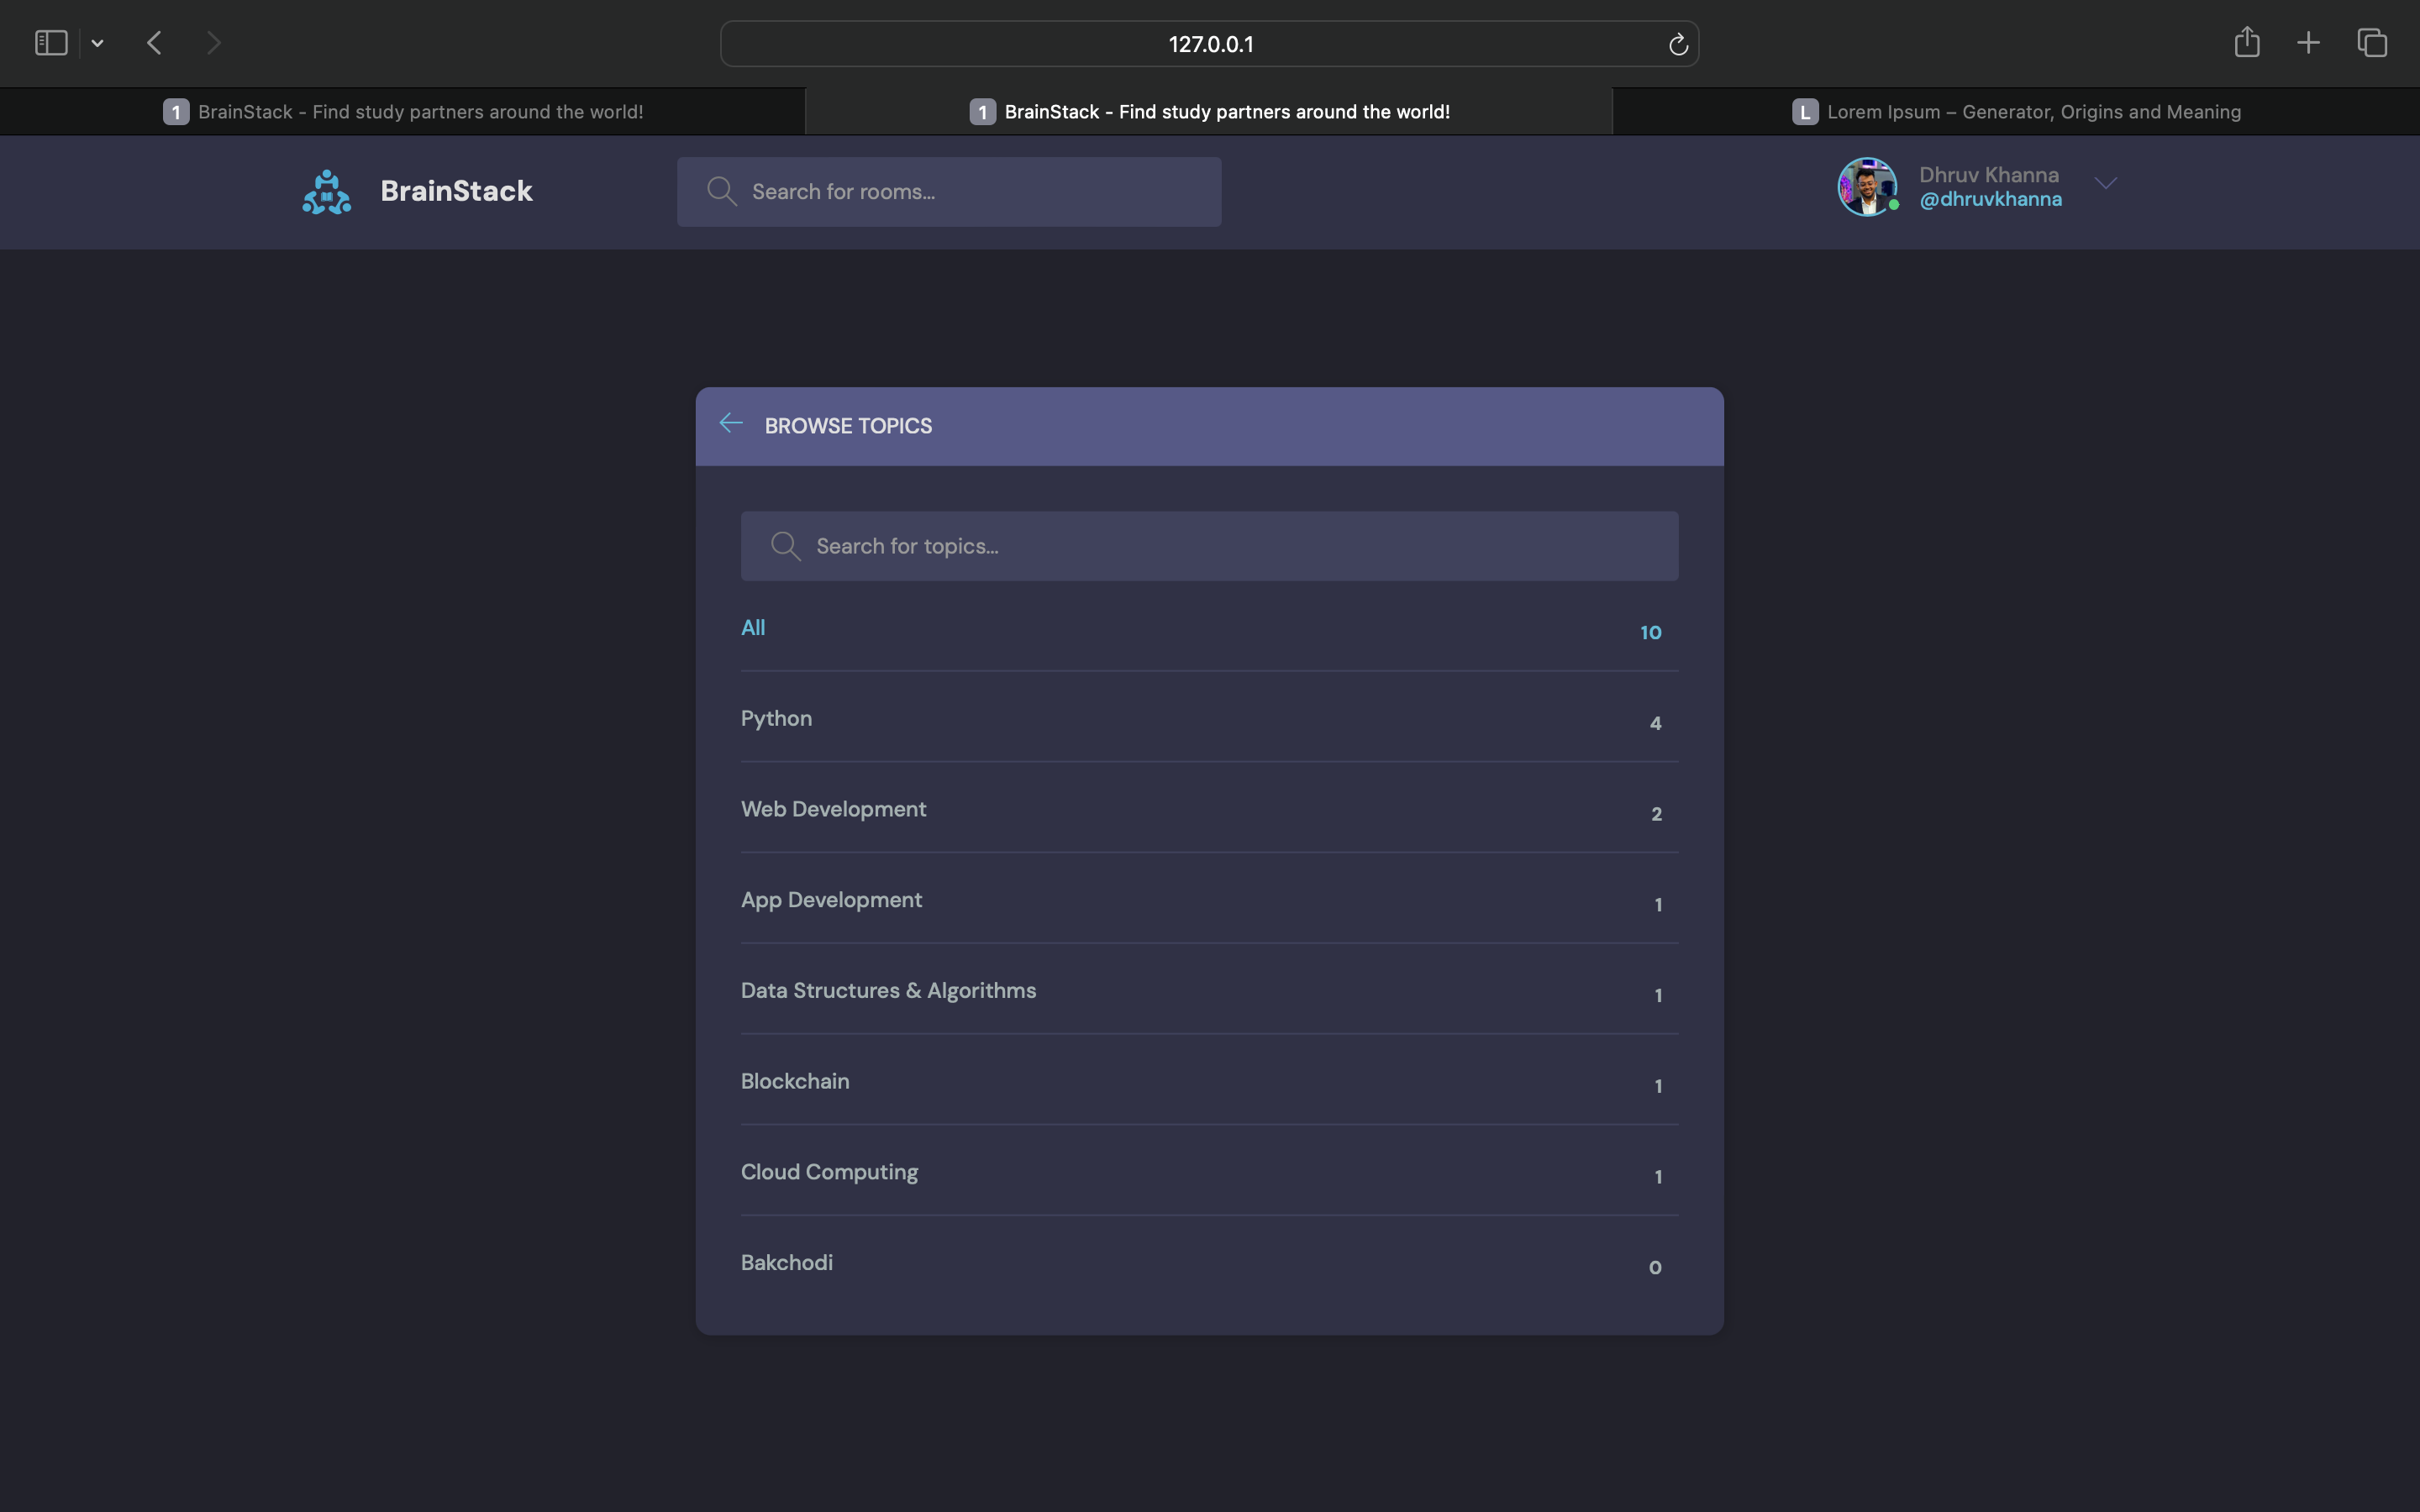 127.0.0.1
1 BrainStack - Find study partners around the world!
1 BrainStack - Find study partners around the world!
L Lorem Ipsum – Generator, Origins and Meaning
BrainStack
Search for rooms...
Dhruv Khanna
@dhruvkhanna
BROWSE TOPICS
Search for topics...
All 10
Python 4
Web Development 2
App Development 1
Data Structures & Algorithms 1
Blockchain 1
Cloud Computing 1
Bakchodi 0